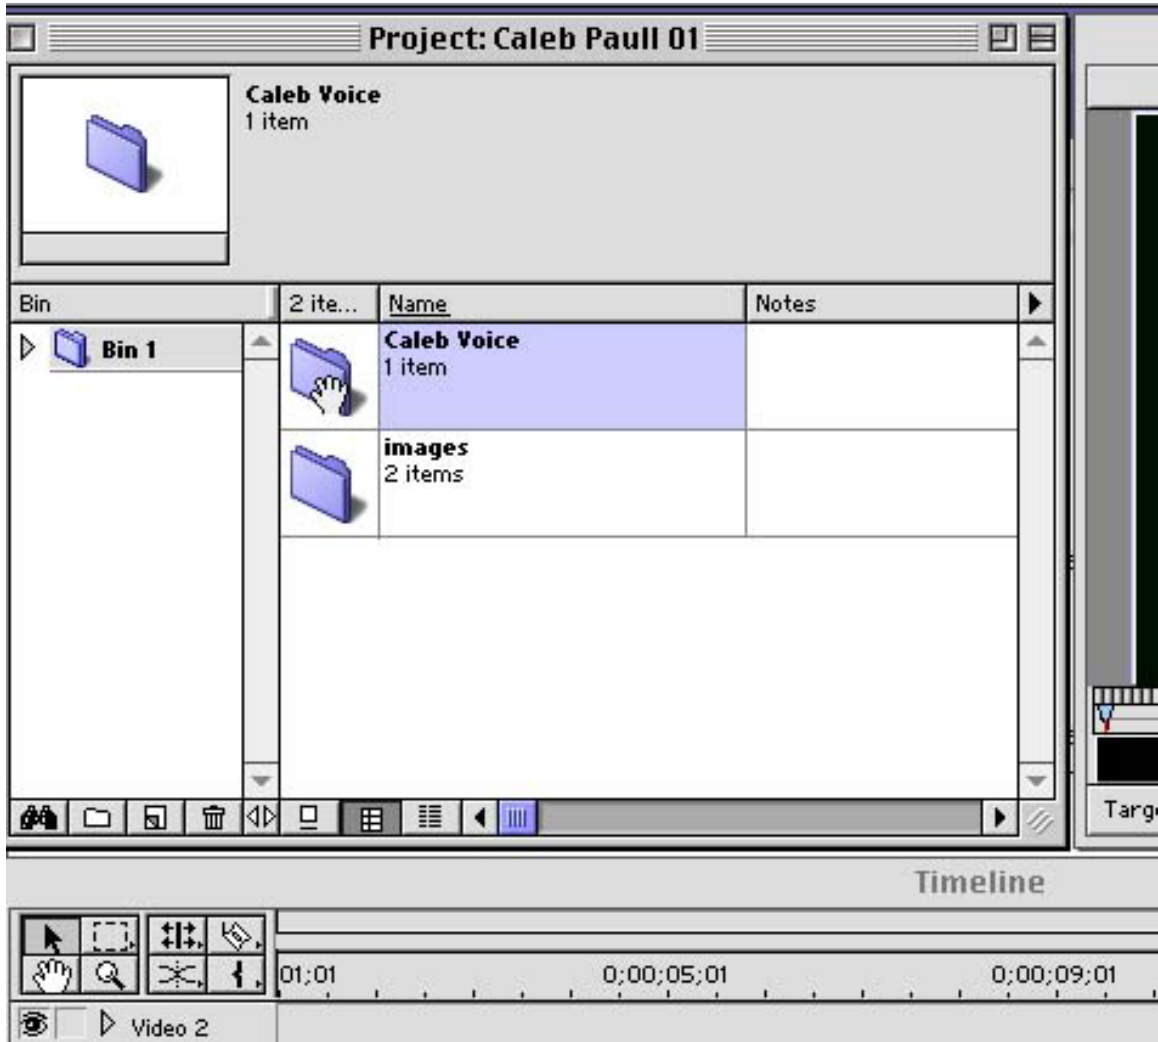 Project: Caleb Paull 01
Caleb Voice
1 item
Bin
2 ite...
Name
Notes
Bin 1
Caleb Voice
1 item
images
2 items
Targe
Timeline
01;01
0;00;05;01
0;00;09;01
Video 2